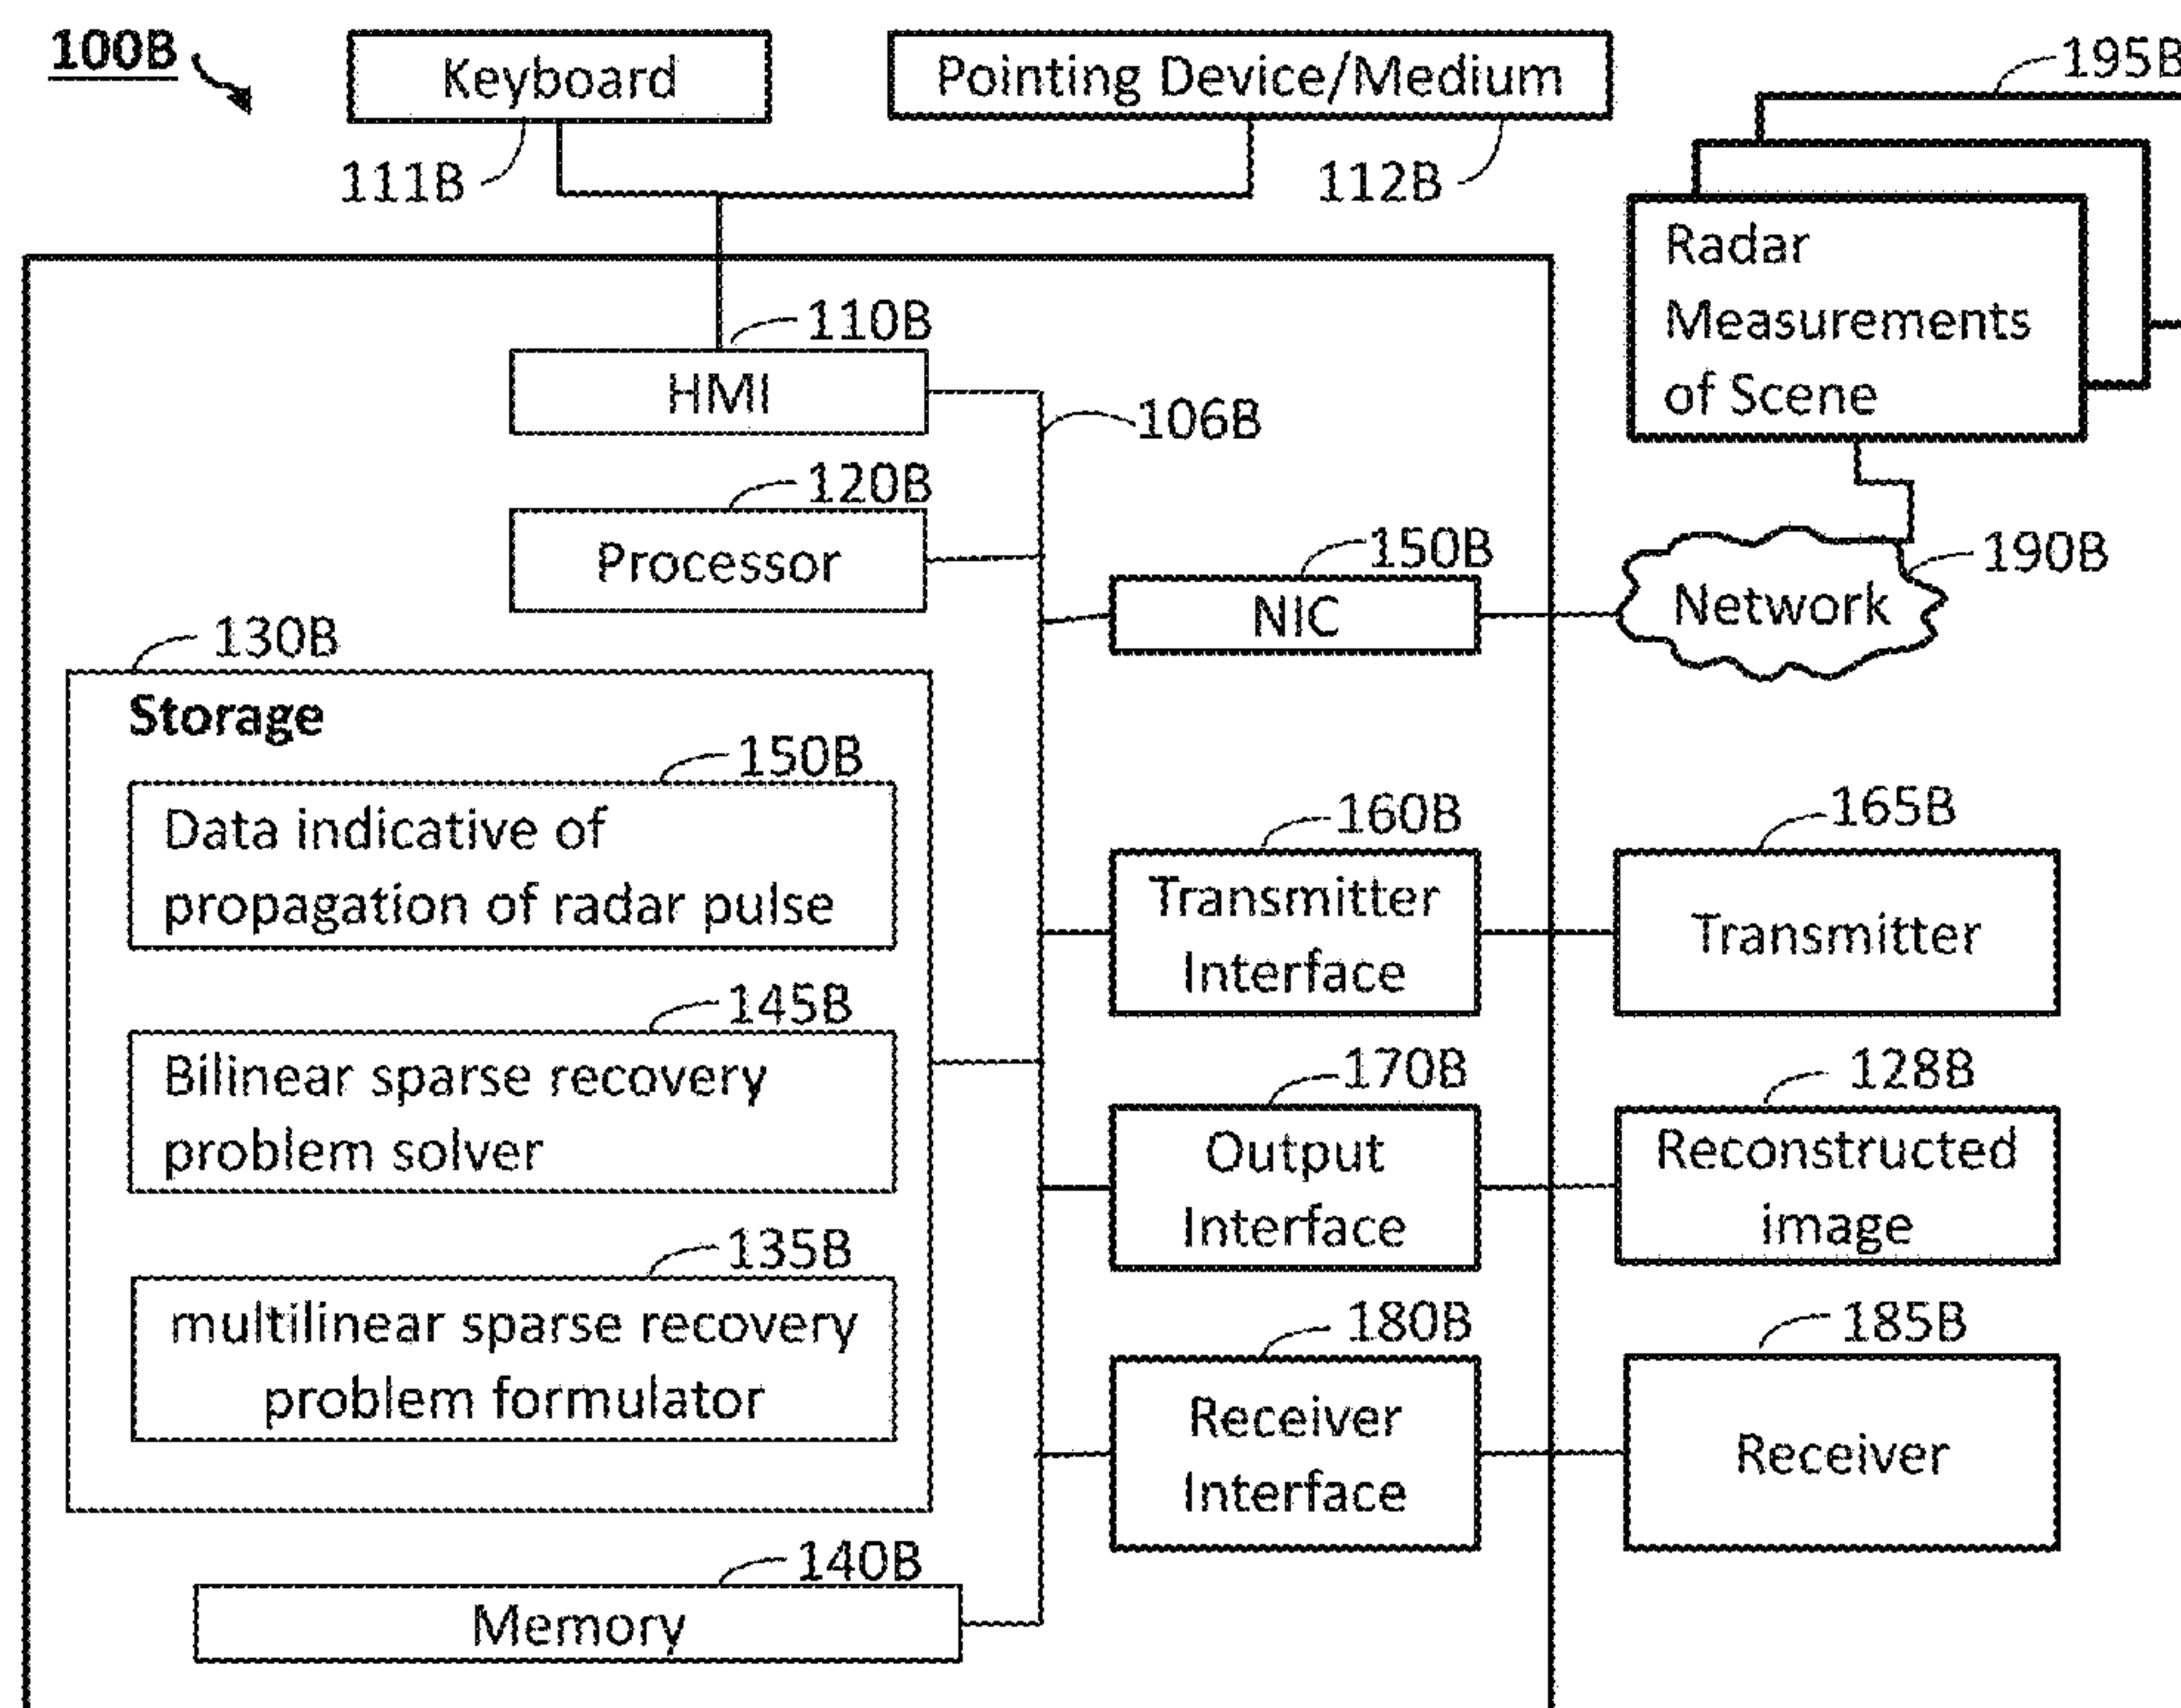 100B
Keyboard
Pointing Device/Medium
195B
111B
112B
Radar
Measurements
of Scene
110B
HMI
106B
120B
Processor
150B
NIC
190B
Network
130B
Storage
150B
Data indicative of
propagation of radar pulse
145B
Bilinear sparse recovery
problem solver
135B
multilinear sparse recovery
problem formulator
140B
Memory
160B
Transmitter
Interface
165B
Transmitter
170B
Output
Interface
128B
Reconstructed
image
180B
Receiver
Interface
185B
Receiver